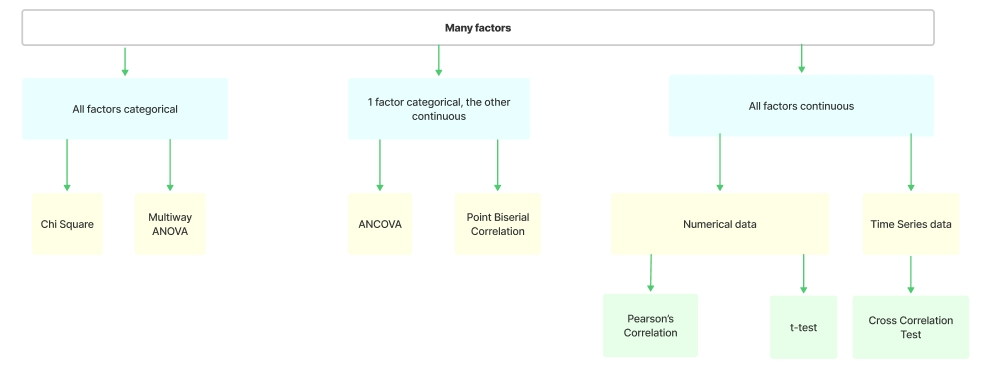 Many factors
All factors categorical
1 factor categorical, the other
continuous
All factors continuous
Chi Square
Multiway
ANOVA
ANCOVA
Point Biserial
Correlation
Numerical data
Time Series data
Pearson's
Correlation
t-test
Cross Correlation
Test